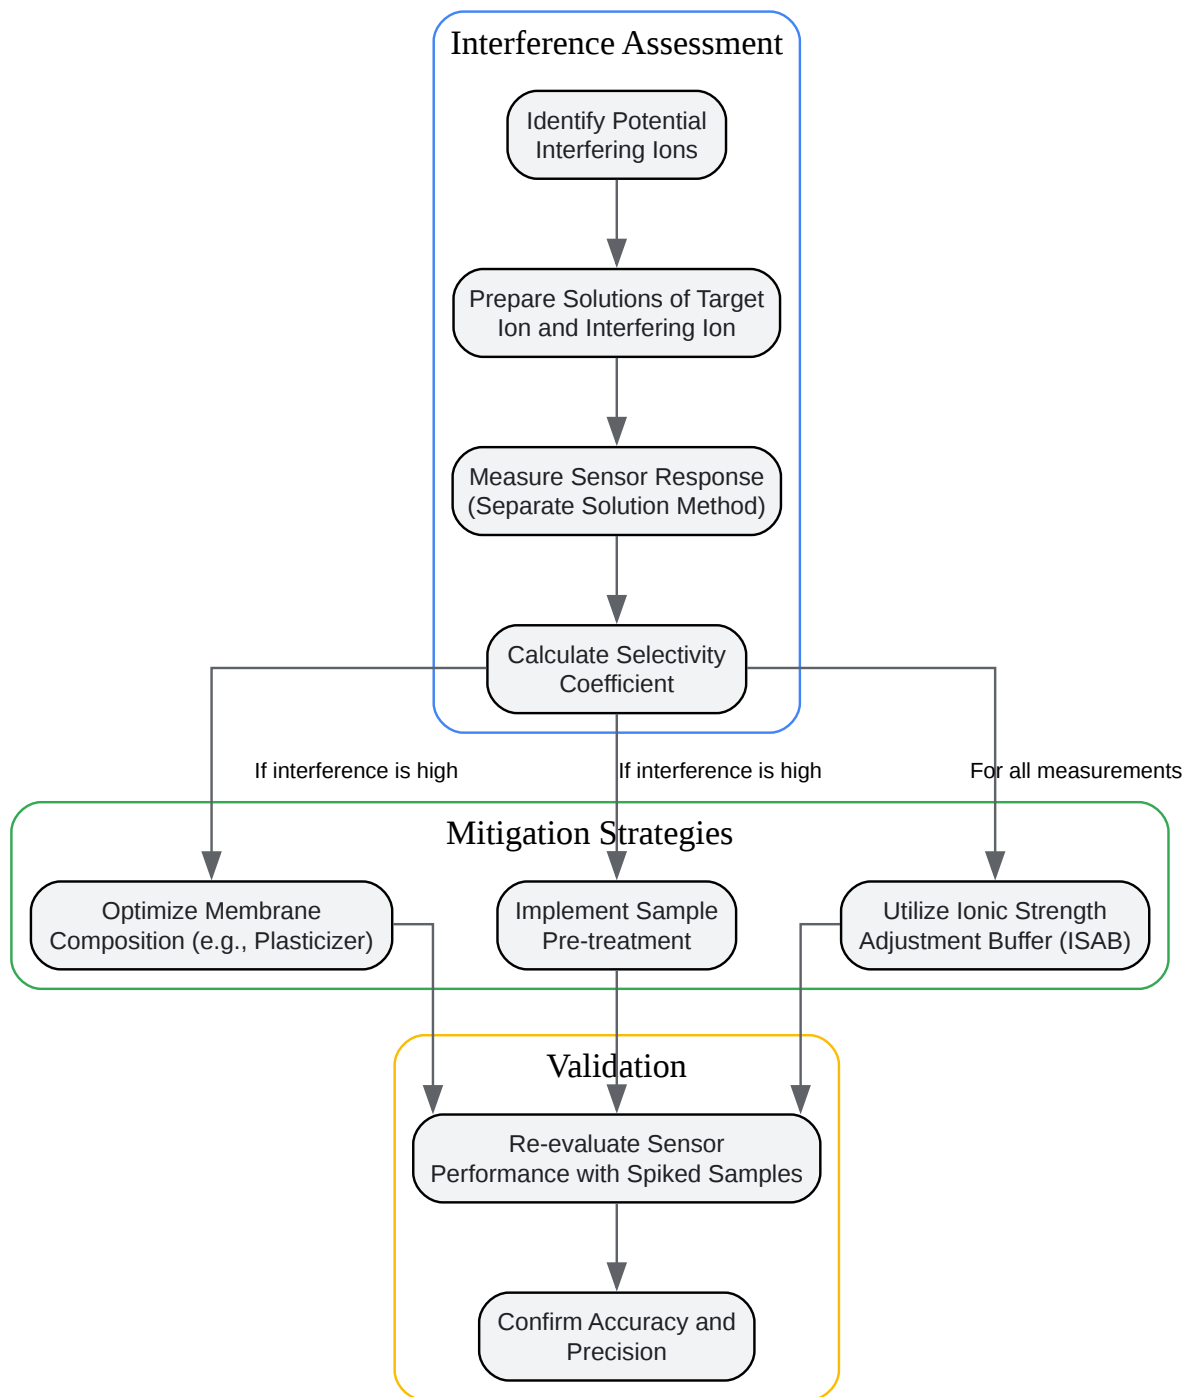 Interference Assessment
Identify Potential
Interfering Ions
Prepare Solutions of Target
Ion and Interfering Ion
Measure Sensor Response
(Separate Solution Method)
Calculate Selectivity
Coefficient
If interference is high
If interference is high
For all measurements
Mitigation Strategies
Optimize Membrane
Composition (e.g., Plasticizer)
Implement Sample
Pre-treatment
Utilize Ionic Strength
Adjustment Buffer (ISAB)
Validation
Re-evaluate Sensor
Performance with Spiked Samples
Confirm Accuracy and
Precision